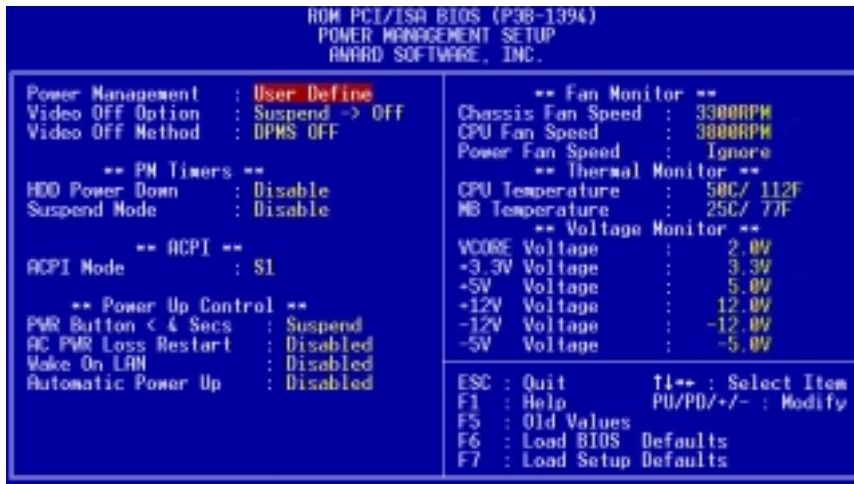 ROM PCI/ISA BIOS (P3B-1394)
POWER MANAGEMENT SETUP
AWARD SOFTWARE, INC.
Power Management : User Define
Video Off Option : Suspend -> Off
Video Off Method : DPMS OFF
** PM Timers **
HDD Power Down : Disable
Suspend Mode : Disable
** ACPI **
ACPI Mode : S1
** Power Up Control **
PWR Button < 4 Secs : Suspend
AC PWR Loss Restart : Disabled
Wake On LAN : Disabled
Automatic Power Up : Disabled
** Fan Monitor **
Chassis Fan Speed : 3300RPM
CPU Fan Speed : 3800RPM
Power Fan Speed : Ignore
** Thermal Monitor **
CPU Temperature : 50C/ 112F
MB Temperature : 25C/ 77F
** Voltage Monitor **
VCORE Voltage : 2.0V
+3.3V Voltage : 3.3V
+5V Voltage : 5.0V
+12V Voltage : 12.0V
-12V Voltage : -12.0V
-5V Voltage : -5.0V
ESC : Quit ↑↓→← : Select Item
F1 : Help PU/PD/+/- : Modify
F5 : Old Values
F6 : Load BIOS Defaults
F7 : Load Setup Defaults